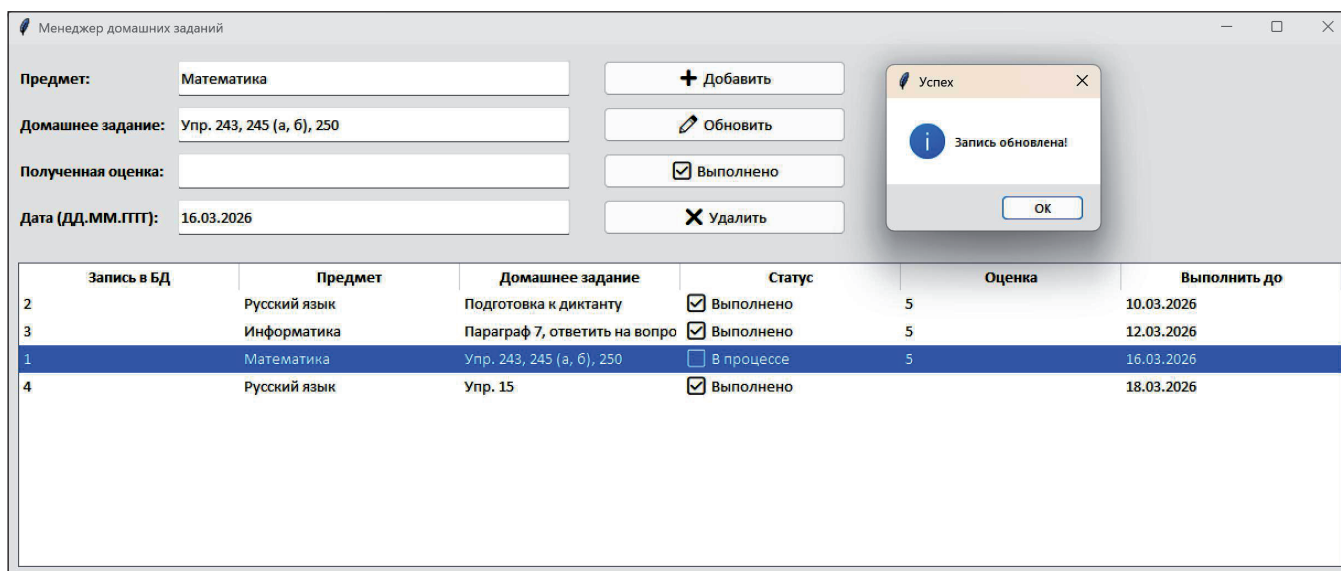 Менеджер домашних заданий
Предмет: Математика ➕ Добавить
Домашнее задание: Упр. 243, 245 (а, б), 250 Обновить
Полученная оценка: Выполнено
Дата (ДД.ММ.ГГГГ): 16.03.2026 Удалить
Успех
Запись обновлена!
OK
Запись в БД Предмет Домашнее задание Статус Оценка Выполнить до
2 Русский язык Подготовка к диктанту ☑ Выполнено 5 10.03.2026
3 Информатика Параграф 7, ответить на вопро ☑ Выполнено 5 12.03.2026
1 Математика Упр. 243, 245 (а, б), 250 ☐ В процессе 5 16.03.2026
4 Русский язык Упр. 15 ☑ Выполнено 18.03.2026